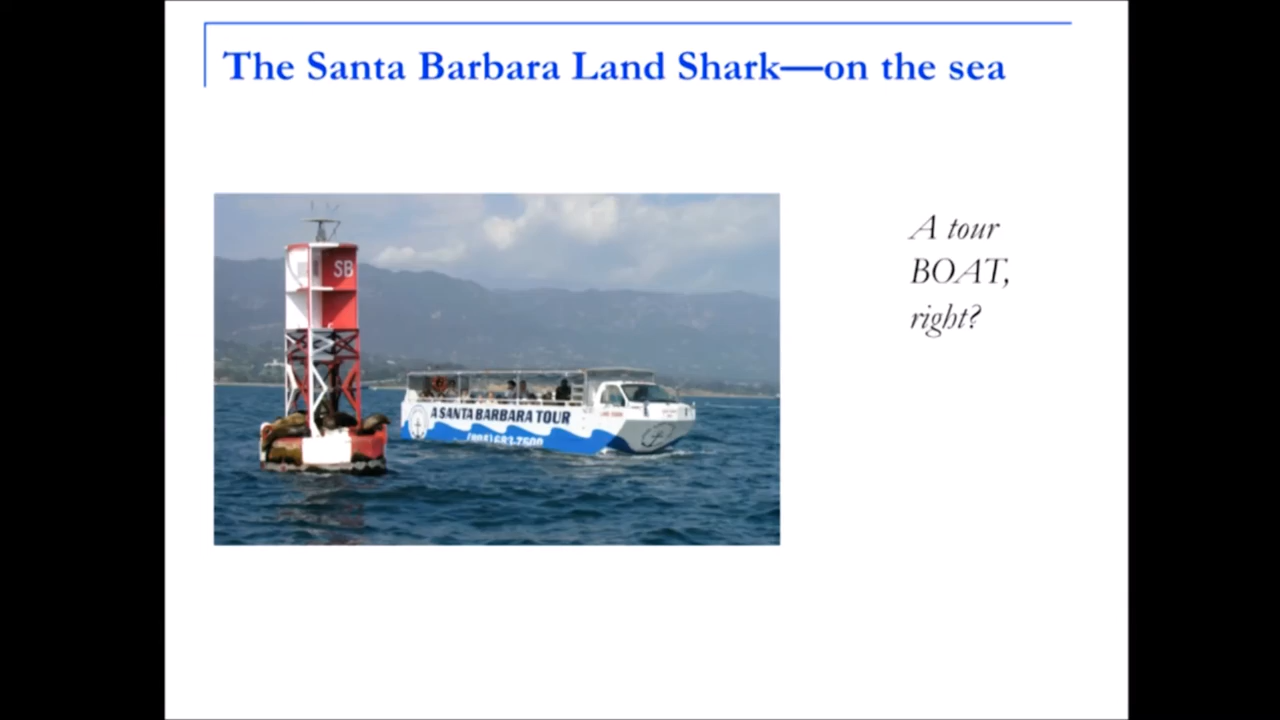 The Santa Barbara Land Shark—on the sea
SB
A SANTA BARBARA TOUR
A tour
BOAT,
right?